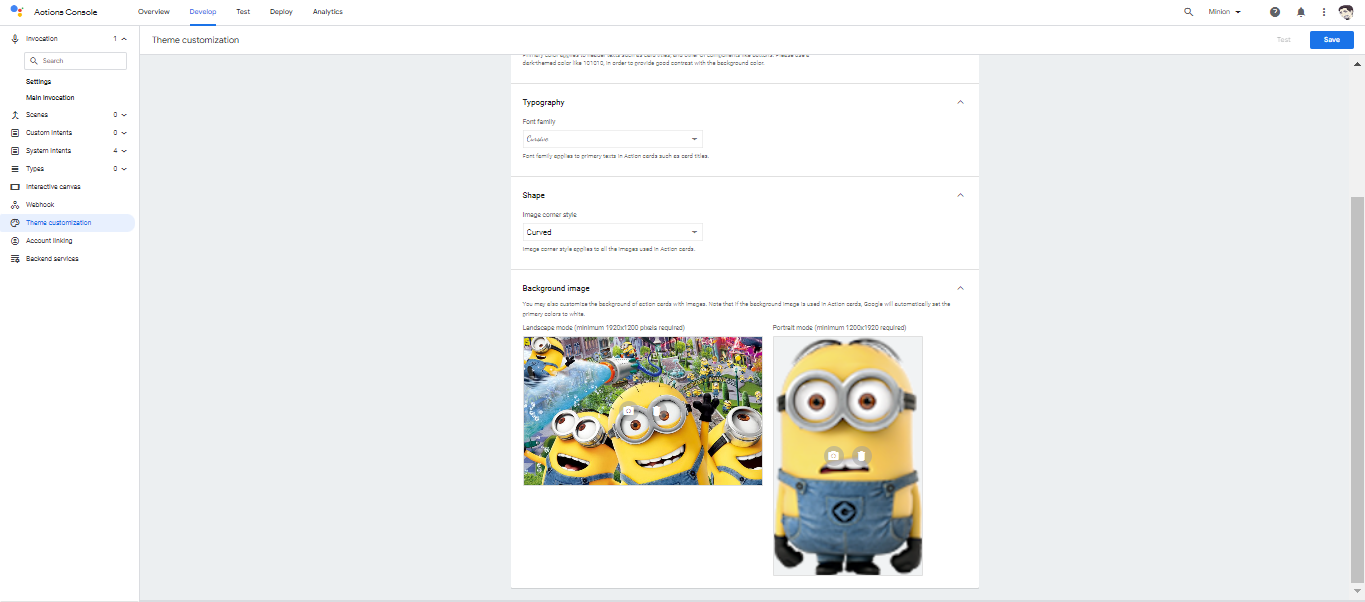 Actions Console
Overview
Develop
Test
Deploy
Analytics
Minion
Invocation
1
Theme customization
Test
Save
Search
Settings
Main invocation
Scenes
0
Custom intents
0
System intents
4
Types
0
Interactive canvas
Webhook
Theme customization
Account linking
Backend services
dark-themed color like 101010, in order to provide good contrast with the background color.
Typography
Font family
Cursive
Font family applies to primary texts in Action cards such as card titles.
Shape
Image corner style
Curved
Image corner style applies to all the images used in Action cards.
Background image
You may also customize the background of action cards with images. Note that if the background image is used in Action cards, Google will automatically set the
primary colors to white.
Landscape mode (minimum 1920x1200 pixels required)
Portrait mode (minimum 1200x1920 required)